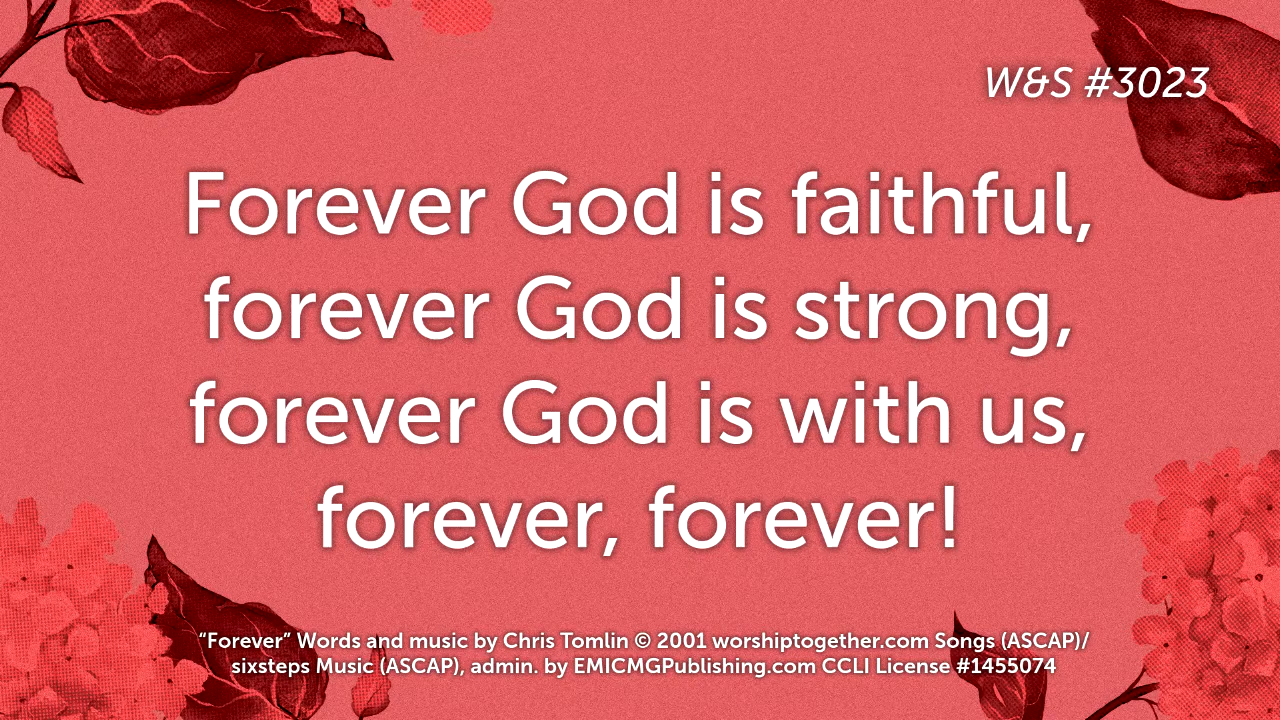 W&S #3023
Forever God is faithful,
forever God is strong,
forever God is with us,
forever, forever!
“Forever” Words and music by Chris Tomlin © 2001 worshiptogether.com Songs (ASCAP)/
sixsteps Music (ASCAP), admin. by EMICMGPublishing.com CCLI License #1455074